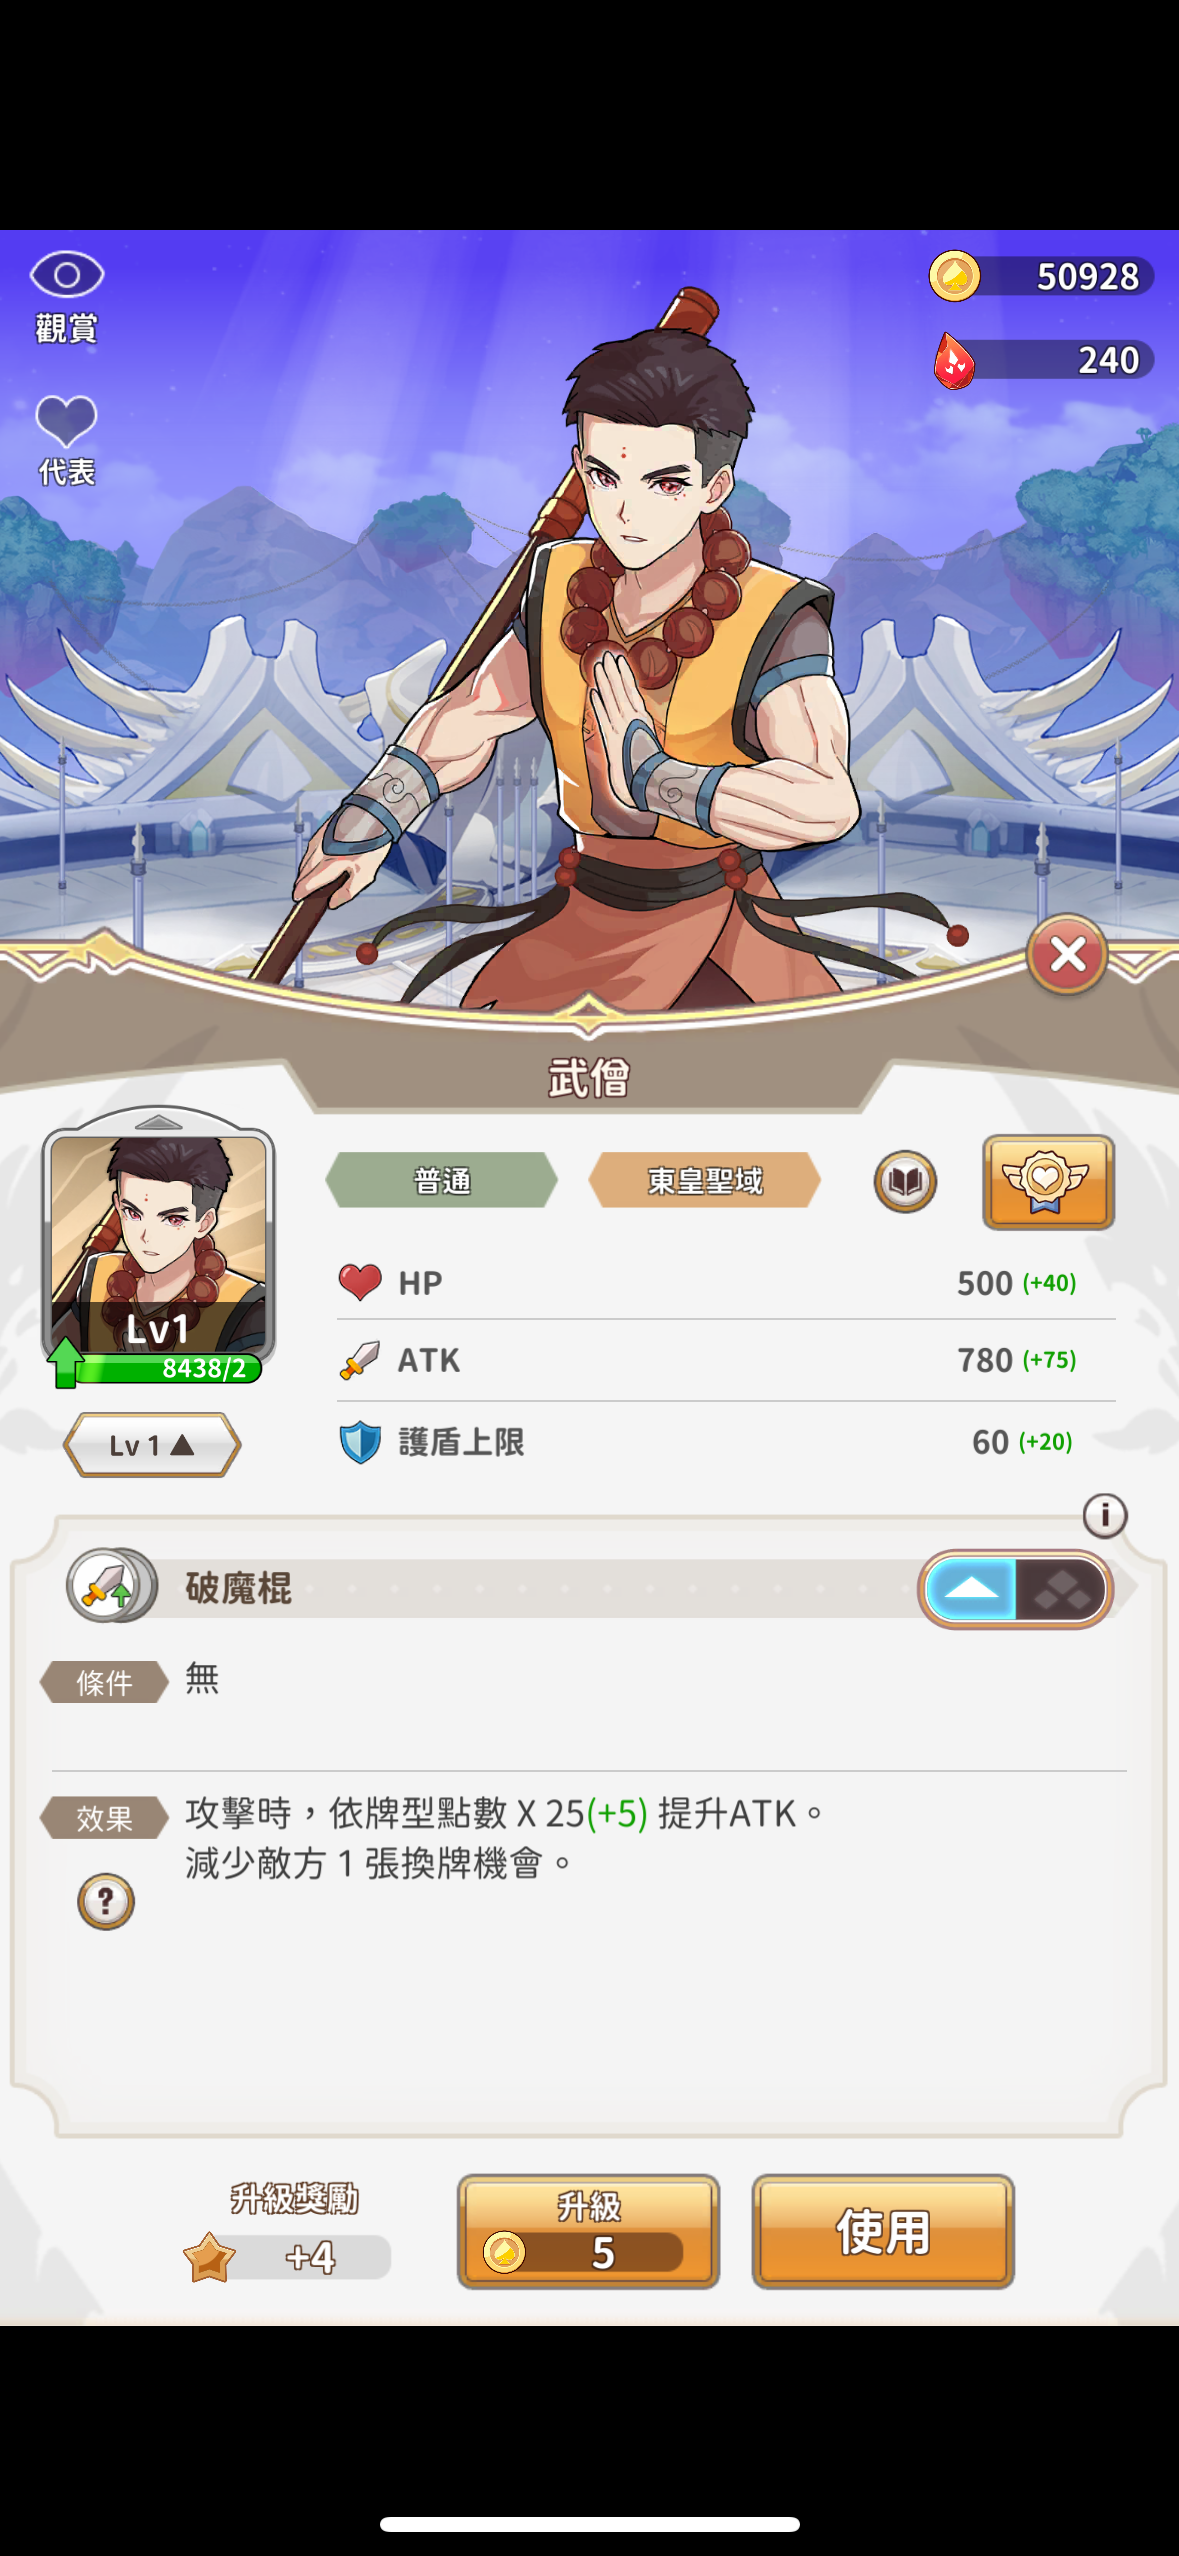 觀賞
50928
240
代表
武僧
普通
東皇聖域
Lv1
8438/2
Lv 1 ▲
HP
500 (+40)
ATK
780 (+75)
護盾上限
60 (+20)
i
破魔棍
條件
無
效果
攻擊時，依牌型點數 X 25(+5) 提升ATK。
減少敵方 1 張換牌機會。
?
升級獎勵
+4
升級
5
使用